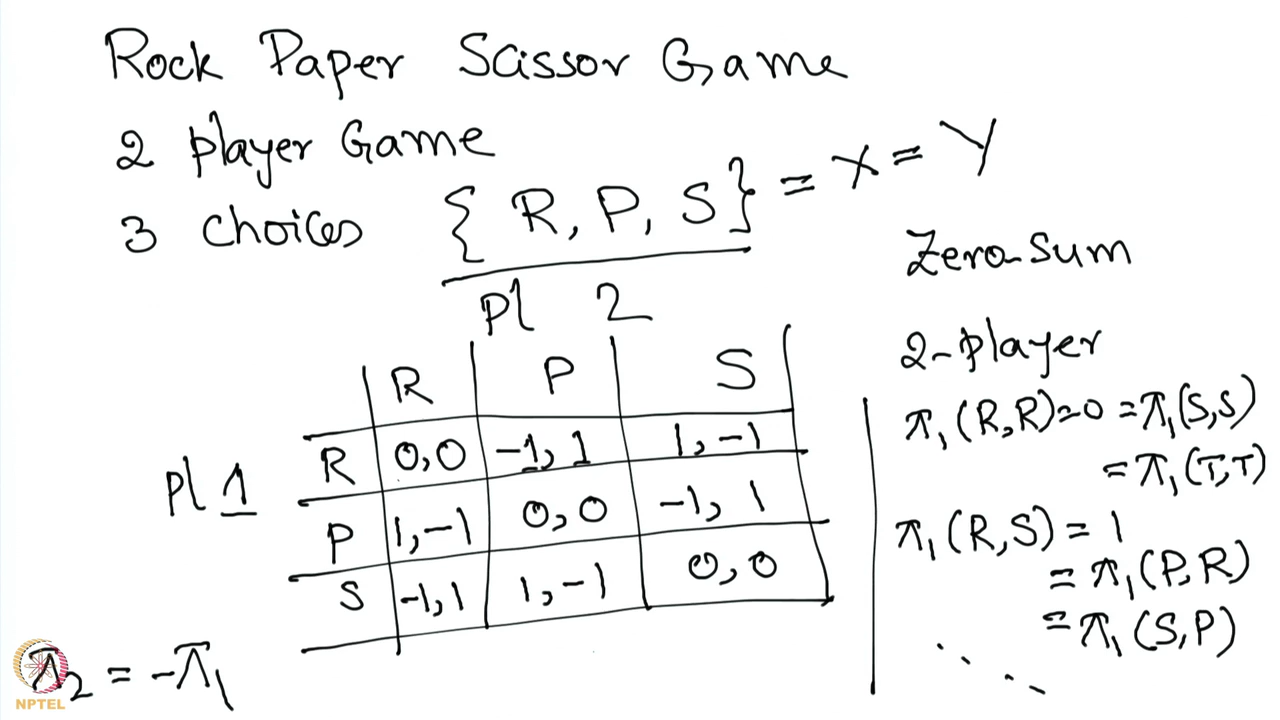 Rock Paper Scissor Game
2 player Game
3 choices { R, P, S } = X = Y
Zero-Sum
2-player
Pl 2
R P S
Pl 1
R 0,0 -1,1 1,-1
P 1,-1 0,0 -1,1
S -1,1 1,-1 0,0
π₁(R,R)=0 = π₁(S,S)
= π₁(T,T)
π₁(R,S) = 1
= π₁(P,R)
= π₁(S,P)
.....
π₂ = -π₁
NPTEL